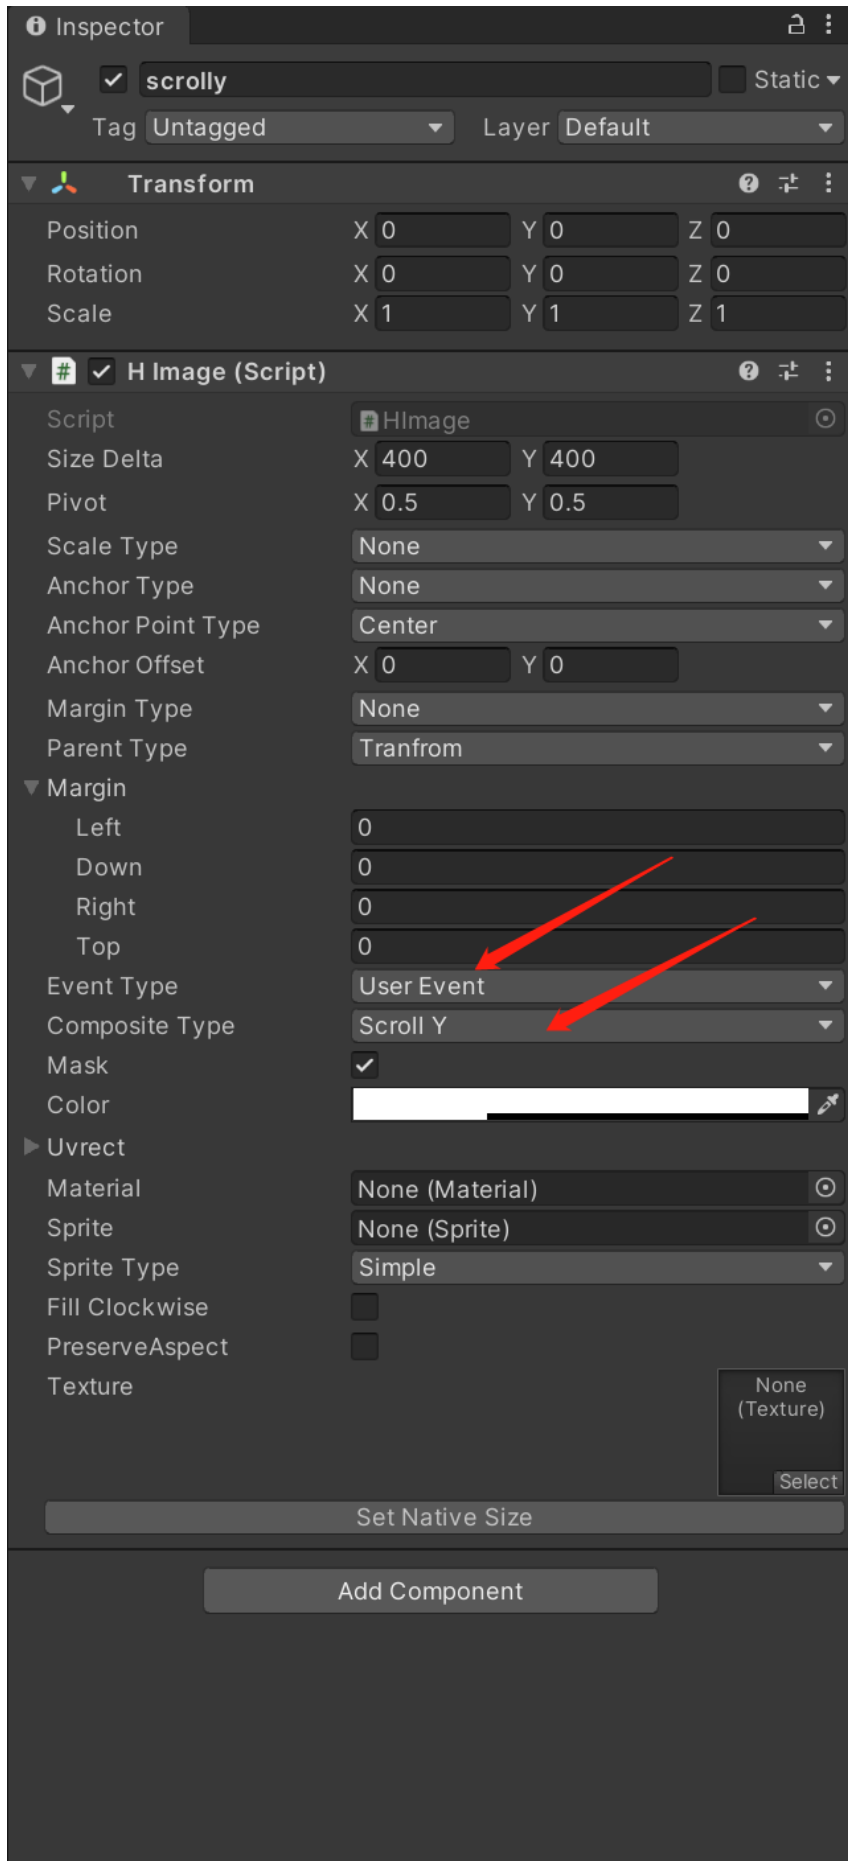 Inspector
scrolly
Static
Tag Untagged Layer Default
Transform
Position X 0 Y 0 Z 0
Rotation X 0 Y 0 Z 0
Scale X 1 Y 1 Z 1
# H Image (Script)
Script # HImage
Size Delta X 400 Y 400
Pivot X 0.5 Y 0.5
Scale Type None
Anchor Type None
Anchor Point Type Center
Anchor Offset X 0 Y 0
Margin Type None
Parent Type Tranfrom
Margin
Left 0
Down 0
Right 0
Top 0
Event Type User Event
Composite Type Scroll Y
Mask
Color
Uvrect
Material None (Material)
Sprite None (Sprite)
Sprite Type Simple
Fill Clockwise
PreserveAspect
Texture None
(Texture)
Select
Set Native Size
Add Component